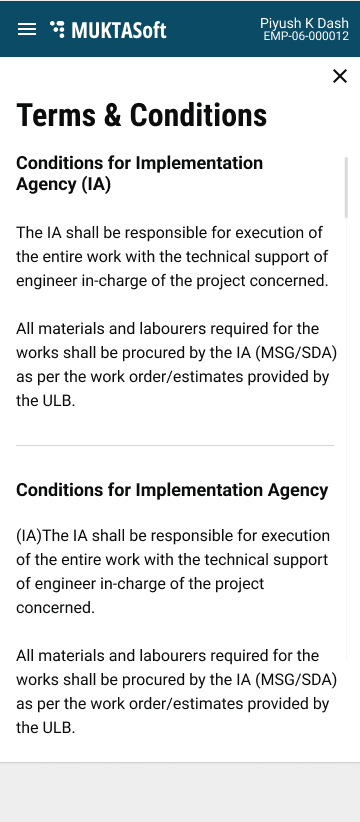 MUKTASoft
Piyush K Dash
EMP-06-000012
Terms & Conditions
Conditions for Implementation
Agency (IA)
The IA shall be responsible for execution of
the entire work with the technical support of
engineer in-charge of the project concerned.
All materials and labourers required for the
works shall be procured by the IA (MSG/SDA)
as per the work order/estimates provided by
the ULB.
Conditions for Implementation Agency
(IA)The IA shall be responsible for execution
of the entire work with the technical support
of engineer in-charge of the project
concerned.
All materials and labourers required for the
works shall be procured by the IA (MSG/SDA)
as per the work order/estimates provided by
the ULB.